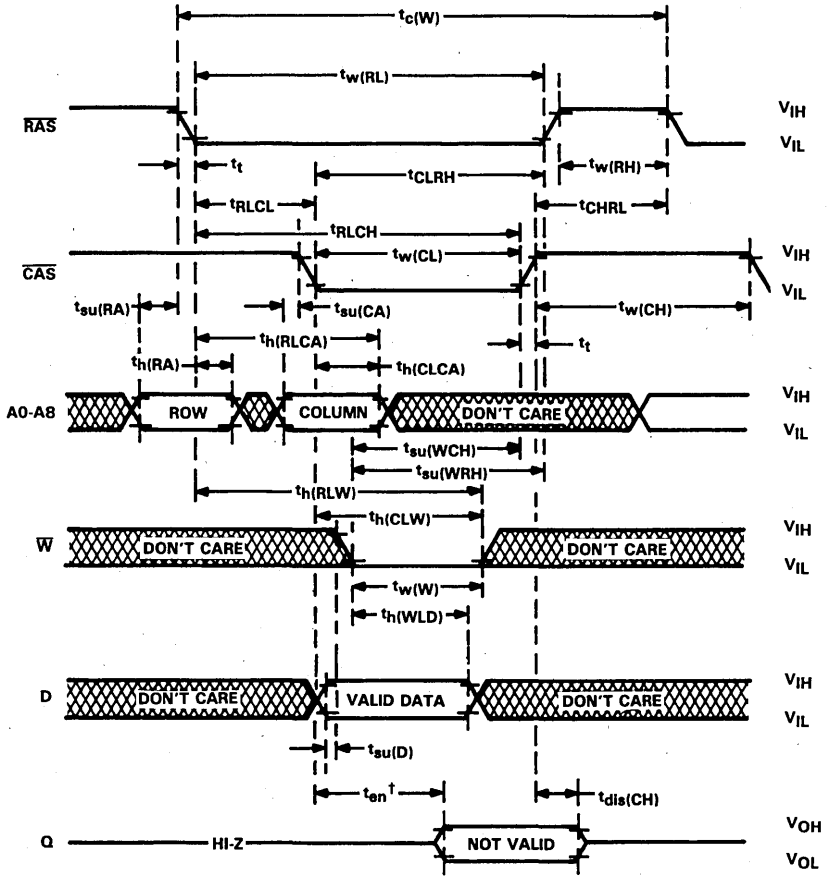 tc(W)
tw(RL)
RAS
VIH
VIL
tt
tw(RH)
tCLRH
tRLCL
tCHRL
tRLCH
CAS
tw(CL)
VIH
VIL
tsu(RA)
tsu(CA)
tw(CH)
th(RLCA)
th(RA)
th(CLCA)
tt
A0-A8
ROW
COLUMN
DON'T CARE
VIH
VIL
tsu(WCH)
tsu(WRH)
th(RLW)
th(CLW)
W
DON'T CARE
DON'T CARE
VIH
VIL
tw(W)
th(WLD)
D
DON'T CARE
VALID DATA
DON'T CARE
VIH
VIL
tsu(D)
ten†
tdis(CH)
Q
HI-Z
NOT VALID
VOH
VOL